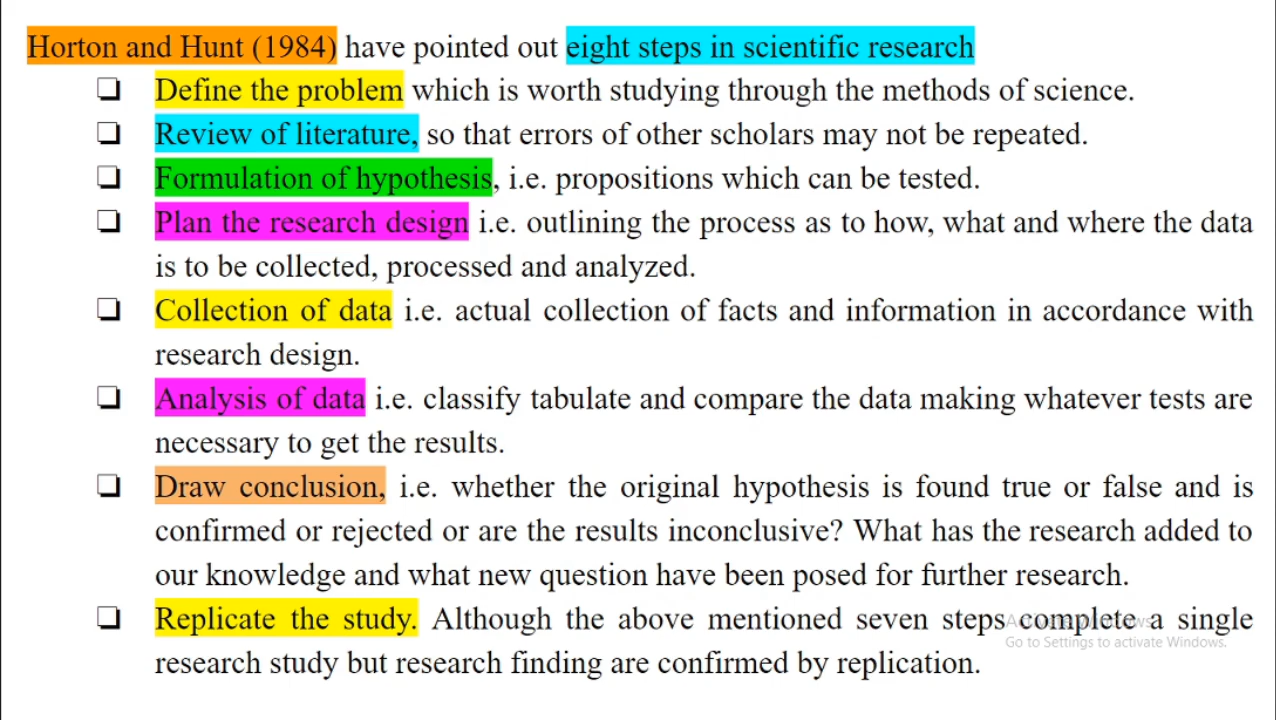 Horton and Hunt (1984) have pointed out eight steps in scientific research
❑ Define the problem which is worth studying through the methods of science.
❑ Review of literature, so that errors of other scholars may not be repeated.
❑ Formulation of hypothesis, i.e. propositions which can be tested.
❑ Plan the research design i.e. outlining the process as to how, what and where the data
is to be collected, processed and analyzed.
❑ Collection of data i.e. actual collection of facts and information in accordance with
research design.
❑ Analysis of data i.e. classify tabulate and compare the data making whatever tests are
necessary to get the results.
❑ Draw conclusion, i.e. whether the original hypothesis is found true or false and is
confirmed or rejected or are the results inconclusive? What has the research added to
our knowledge and what new question have been posed for further research.
❑ Replicate the study. Although the above mentioned seven steps complete a single
research study but research finding are confirmed by replication.
Activate Windows
Go to Settings to activate Windows.